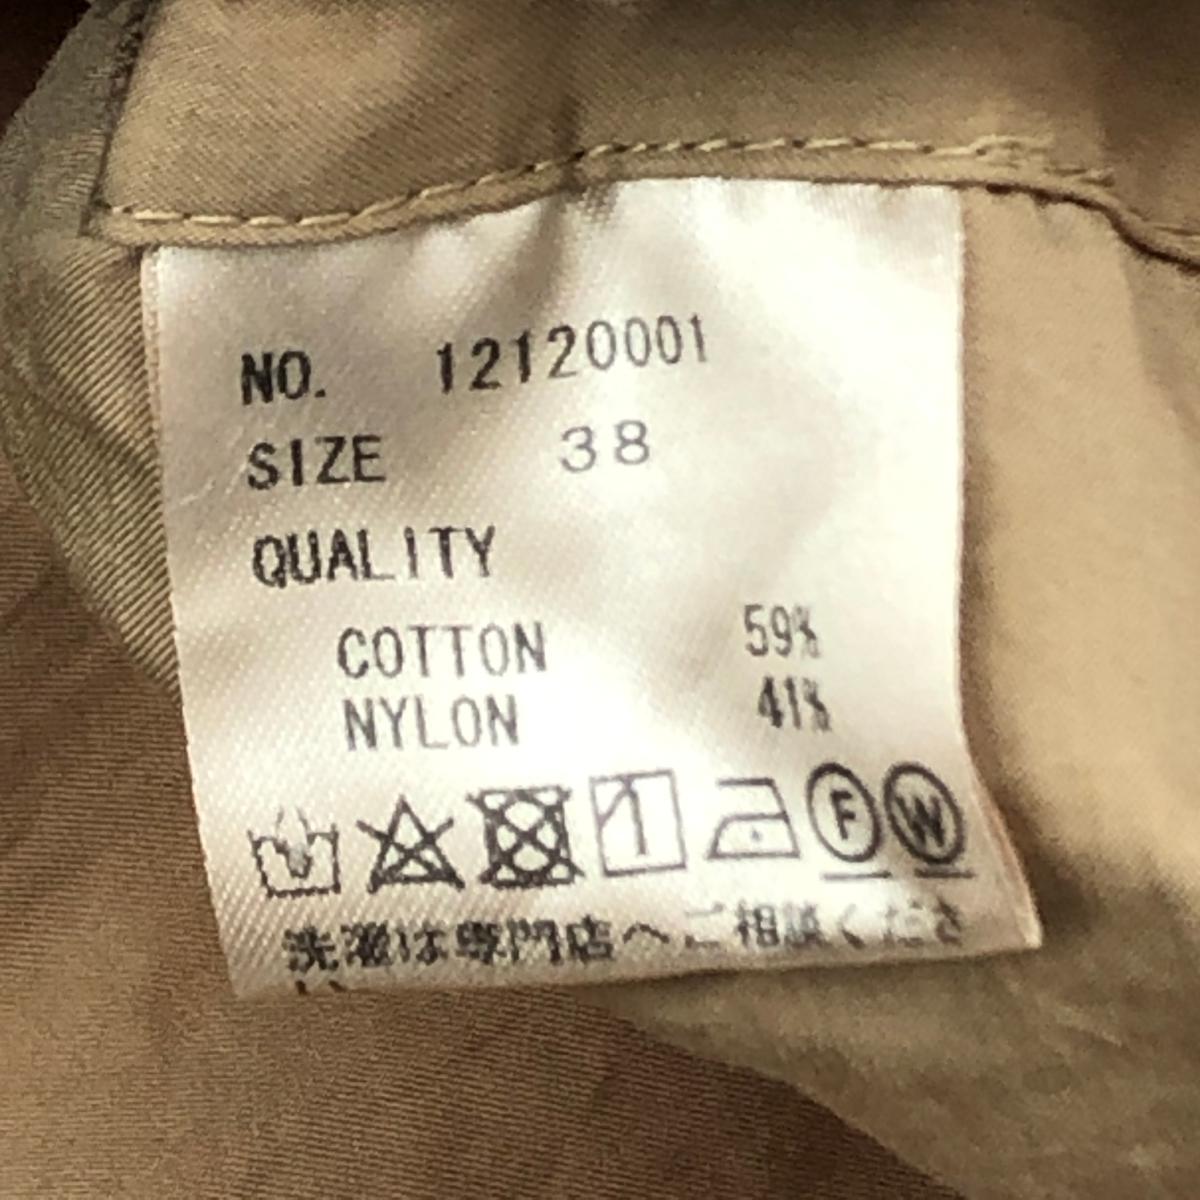 NO. 12120001
SIZE 38
QUALITY
COTTON 59%
NYLON 41%
F W
洗濯は専門店へご相談くださ
い